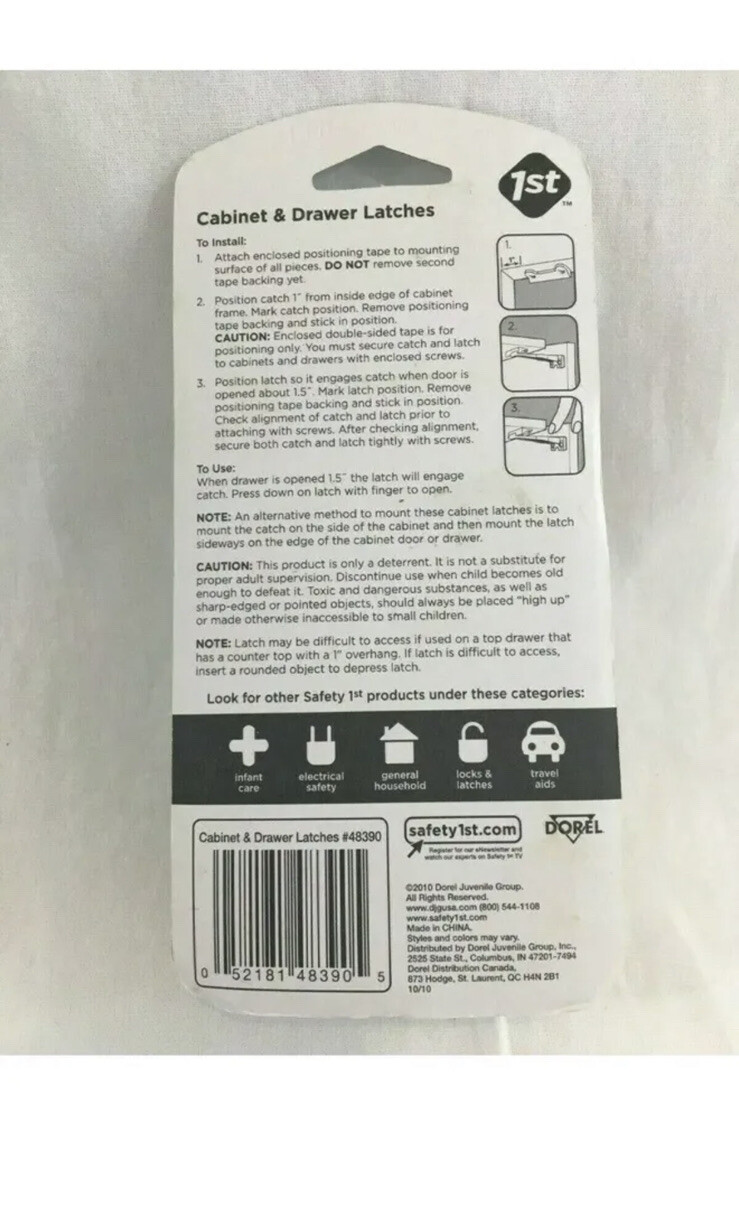 1st TM
Cabinet & Drawer Latches
To Install:
1. Attach enclosed positioning tape to mounting
surface of all pieces. DO NOT remove second
tape backing yet.
2. Position catch 1" from inside edge of cabinet
frame. Mark catch position. Remove positioning
tape backing and stick in position.
CAUTION: Enclosed double-sided tape is for
positioning only. You must secure catch and latch
to cabinets and drawers with enclosed screws.
3. Position latch so it engages catch when door is
opened about 1.5". Mark latch position. Remove
positioning tape backing and stick in position.
Check alignment of catch and latch prior to
attaching with screws. After checking alignment,
secure both catch and latch tightly with screws.
1.
1"
2.
3.
To Use:
When drawer is opened 1.5" the latch will engage
catch. Press down on latch with finger to open.
NOTE: An alternative method to mount these cabinet latches is to
mount the catch on the side of the cabinet and then mount the latch
sideways on the edge of the cabinet door or drawer.
CAUTION: This product is only a deterrent. It is not a substitute for
proper adult supervision. Discontinue use when child becomes old
enough to defeat it. Toxic and dangerous substances, as well as
sharp-edged or pointed objects, should always be placed "high up"
or made otherwise inaccessible to small children.
NOTE: Latch may be difficult to access if used on a top drawer that
has a counter top with a 1" overhang. If latch is difficult to access,
insert a rounded object to depress latch.
Look for other Safety 1st products under these categories:
infant
care
electrical
safety
general
household
locks &
latches
travel
aids
Cabinet & Drawer Latches #48390
0 52181 48390 5
safety1st.com
Register for our eNewsletter and
watch our experts on Safety 1st TV
DOREL
©2010 Dorel Juvenile Group.
All Rights Reserved.
www.djgusa.com (800) 544-1108
www.safety1st.com
Made in CHINA.
Styles and colors may vary.
Distributed by Dorel Juvenile Group, Inc.,
2525 State St., Columbus, IN 47201-7494
Dorel Distribution Canada,
873 Hodge, St. Laurent, QC H4N 2B1
10/10